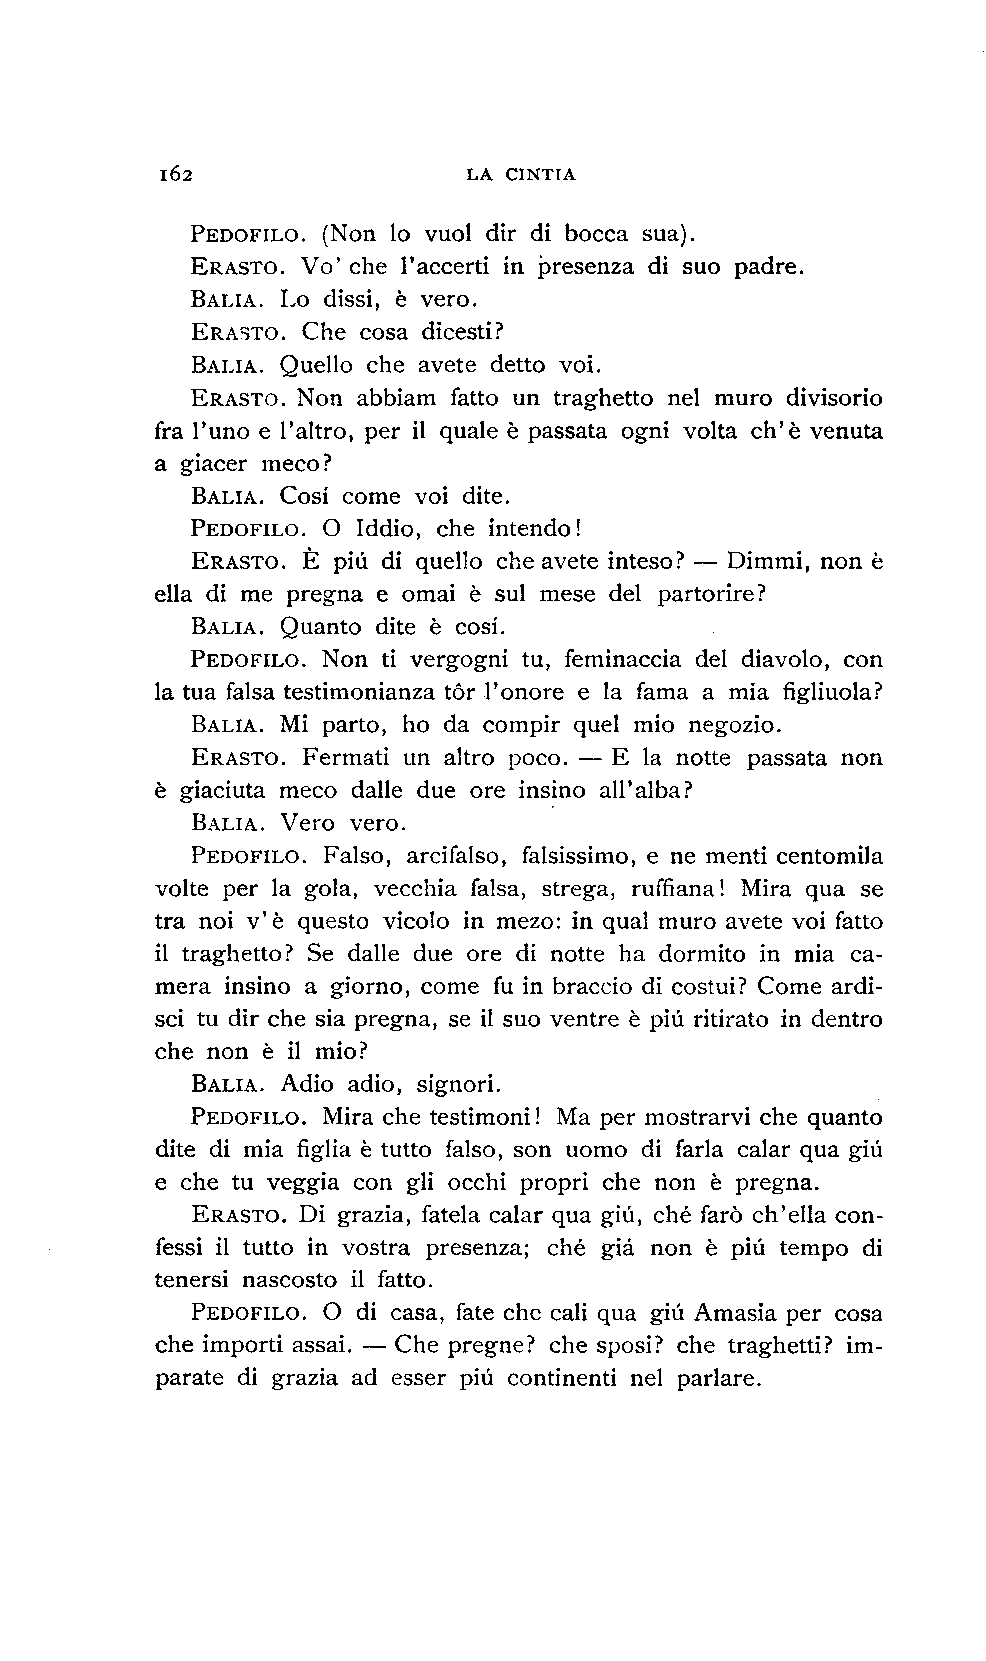 162 LA CINTIA
PEDOFILO. (Non lo vuol dir di bocca sua).
ERASTO. Vo' che l'accerti in presenza di suo padre.
BALIA. Lo dissi, è vero.
ERASTO. Che cosa dicesti?
BALIA. Quello che avete detto voi.
ERASTO. Non abbiam fatto un traghetto nel muro divisorio
fra l'uno e l'altro, per il quale è passata ogni volta ch'è venuta
a giacer meco?
BALIA. Cosí come voi dite.
PEDOFILO. O Iddio, che intendo!
ERASTO. È piú di quello che avete inteso? — Dimmi, non è
ella di me pregna e omai è sul mese del partorire?
BALIA. Quanto dite è cosí.
PEDOFILO. Non ti vergogni tu, feminaccia del diavolo, con
la tua falsa testimonianza tôr l'onore e la fama a mia figliuola?
BALIA. Mi parto, ho da compir quel mio negozio.
ERASTO. Fermati un altro poco. — E la notte passata non
è giaciuta meco dalle due ore insino all'alba?
BALIA. Vero vero.
PEDOFILO. Falso, arcifalso, falsissimo, e ne menti centomila
volte per la gola, vecchia falsa, strega, ruffiana! Mira qua se
tra noi v'è questo vicolo in mezo: in qual muro avete voi fatto
il traghetto? Se dalle due ore di notte ha dormito in mia ca-
mera insino a giorno, come fu in braccio di costui? Come ardi-
sci tu dir che sia pregna, se il suo ventre è piú ritirato in dentro
che non è il mio?
BALIA. Adio adio, signori.
PEDOFILO. Mira che testimoni! Ma per mostrarvi che quanto
dite di mia figlia è tutto falso, son uomo di farla calar qua giú
e che tu veggia con gli occhi propri che non è pregna.
ERASTO. Di grazia, fatela calar qua giú, ché farò ch'ella con-
fessi il tutto in vostra presenza; ché giá non è piú tempo di
tenersi nascosto il fatto.
PEDOFILO. O di casa, fate che cali qua giú Amasia per cosa
che importi assai. — Che pregne? che sposi? che traghetti? im-
parate di grazia ad esser piú continenti nel parlare.